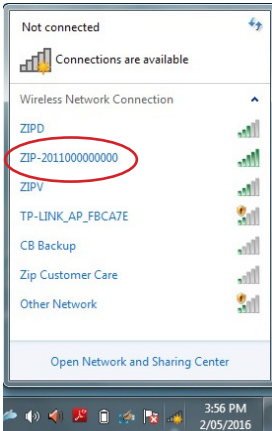 Not connected
Connections are available
Wireless Network Connection
ZIPD
ZIP-2011000000000
ZIPV
TP-LINK_AP_FBCA7E
CB Backup
Zip Customer Care
Other Network
Open Network and Sharing Center
3:56 PM
2/05/2016